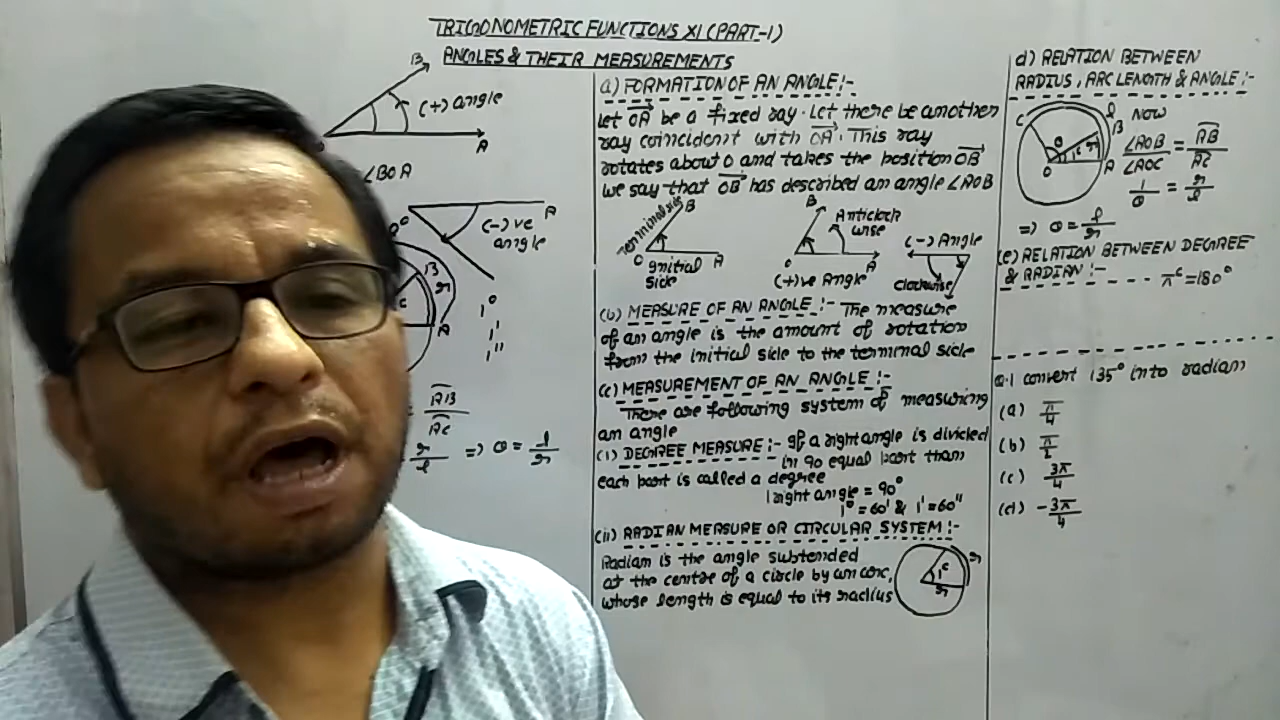 TRIGONOMETRIC FUNCTIONS XI (PART-1)
ANGLES & THEIR MEASUREMENTS
B
(+) angle
A
∠BOA
O
A
(-)ve
angle
B
r
c
A
1°
1'
1"
= AB/AC
r/l => θ = l/r
a) FORMATION OF AN ANGLE:-
Let OA be a fixed ray. Let there be another
ray coincident with OA. This ray
rotates about O and takes the position OB
we say that OB has described an angle ∠AOB
Terminal side
B
O
A
Initial
side
B
Anticlock
wise
O
A
(+)ve Angle
(-) Angle
clockwise
(b) MEASURE OF AN ANGLE:- The measure
of an angle is the amount of rotation
from the initial side to the terminal side
(c) MEASUREMENT OF AN ANGLE:-
There are following system of measuring
an angle
(i) DEGREE MEASURE:- If a right angle is divided
in 90 equal part than
each part is called a degree
1 right angle = 90°
1° = 60' & 1' = 60"
(ii) RADIAN MEASURE OR CIRCULAR SYSTEM:-
Radian is the angle subtended
at the centre of a circle by an arc,
whose length is equal to its radius
1c
r
r
d) RELATION BETWEEN
RADIUS, ARC LENGTH & ANGLE:-
C
l
B
θ
1c
r
A
O
NOW
∠AOB/∠AOC = AB/AC
1/θ = r/l
=> θ = l/r
(e) RELATION BETWEEN DEGREE
& RADIAN:- πc = 180°
Q.1 convert 135° into radian
(a) π/4
(b)
(c) 3π/4
(d) -3π/4